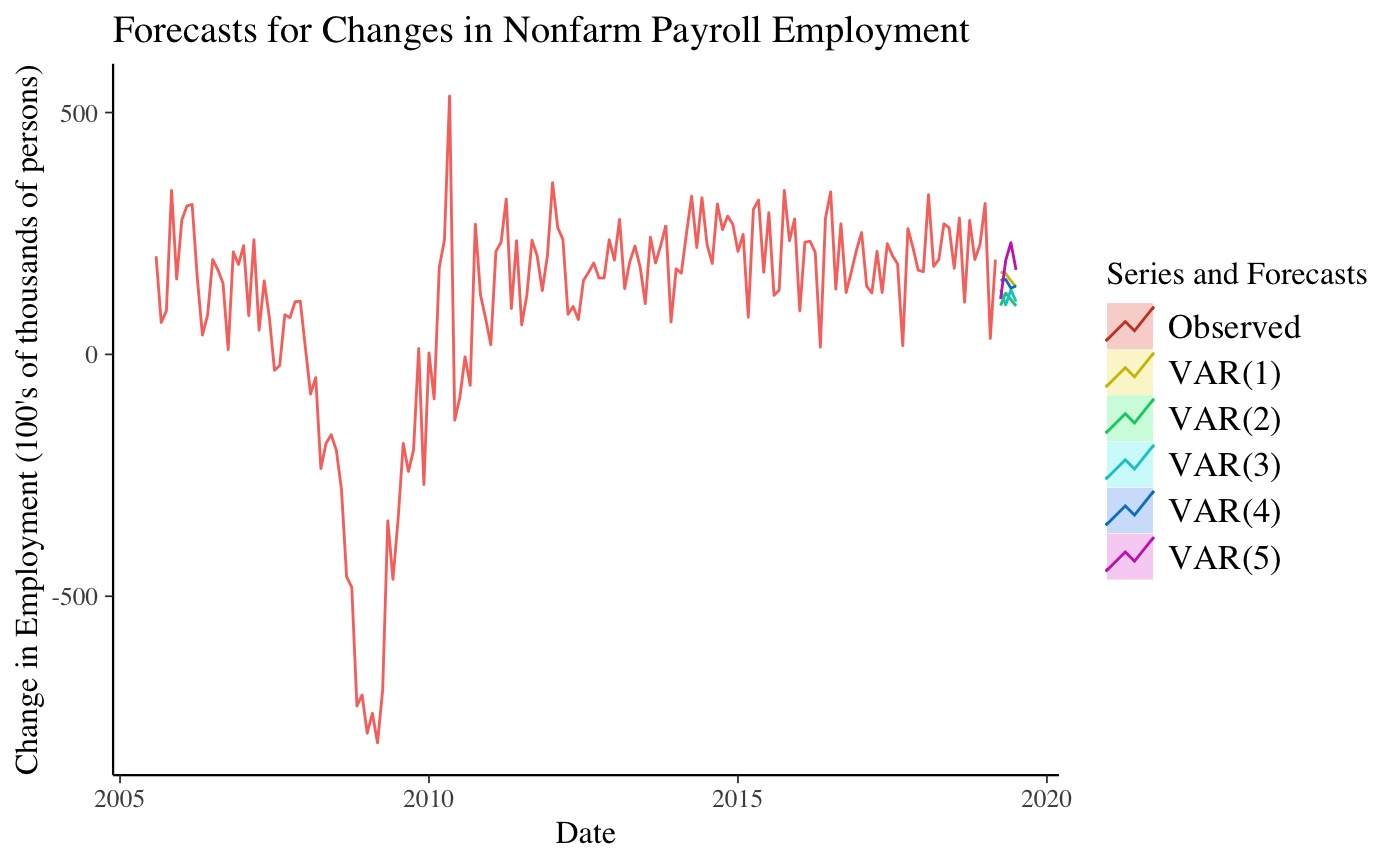 Forecasts for Changes in Nonfarm Payroll Employment
Change in Employment (100's of thousands of persons)
500
0
-500
2005
2010
2015
2020
Date
Series and Forecasts
Observed
VAR(1)
VAR(2)
VAR(3)
VAR(4)
VAR(5)